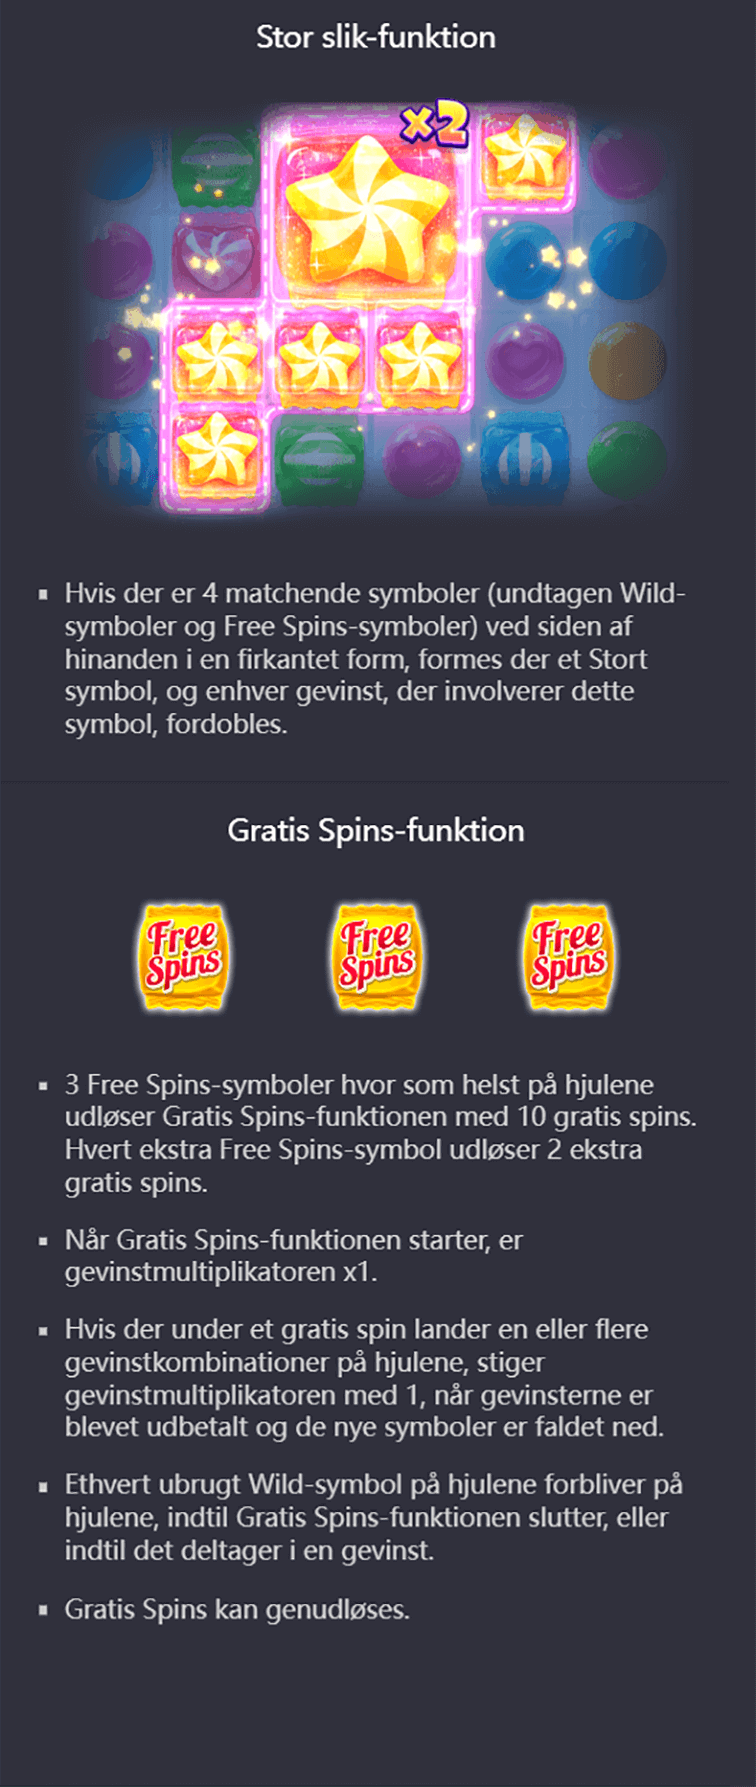 Stor slik-funktion
x2
▪ Hvis der er 4 matchende symboler (undtagen Wild-
symboler og Free Spins-symboler) ved siden af
hinanden i en firkantet form, formes der et Stort
symbol, og enhver gevinst, der involverer dette
symbol, fordobles.
Gratis Spins-funktion
Free Free Free
Spins Spins Spins
▪ 3 Free Spins-symboler hvor som helst på hjulene
udløser Gratis Spins-funktionen med 10 gratis spins.
Hvert ekstra Free Spins-symbol udløser 2 ekstra
gratis spins.
▪ Når Gratis Spins-funktionen starter, er
gevinstmultiplikatoren x1.
▪ Hvis der under et gratis spin lander en eller flere
gevinstkombinationer på hjulene, stiger
gevinstmultiplikatoren med 1, når gevinsterne er
blevet udbetalt og de nye symboler er faldet ned.
▪ Ethvert ubrugt Wild-symbol på hjulene forbliver på
hjulene, indtil Gratis Spins-funktionen slutter, eller
indtil det deltager i en gevinst.
▪ Gratis Spins kan genudløses.